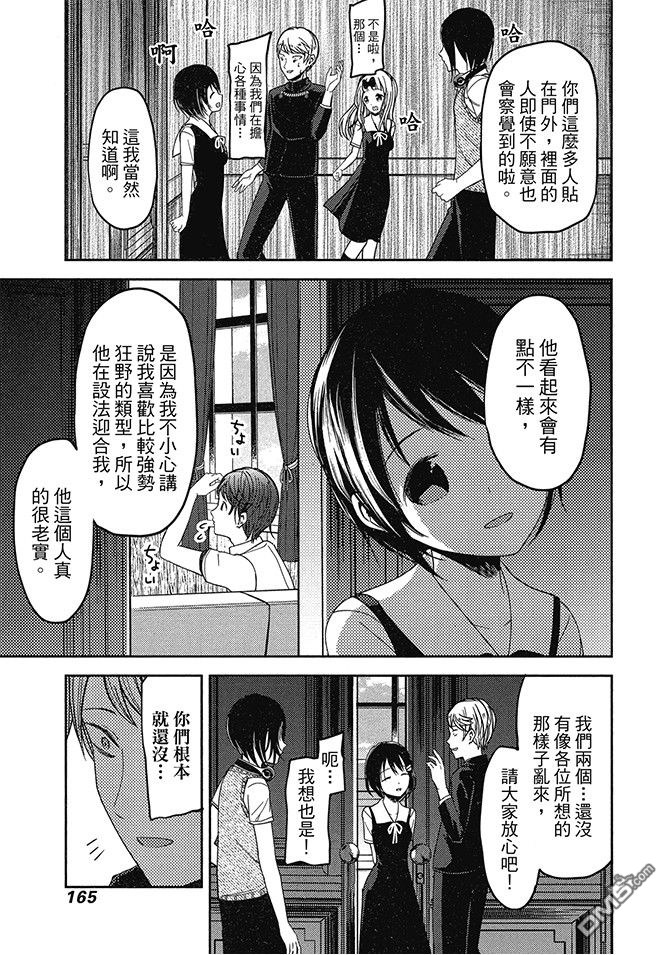 你們這麼多人貼
在門外，裡面的
人即使不願意也
會察覺到的啦。
哈
不是啦，
那個…
哈
因為我們在擔
心各種事情…
哈
啊
這我當然
知道啊。
他看起來會有
點不一樣，
是因為我不小心講
說我喜歡比較強勢
狂野的類型，所以
他在設法迎合我，
ちょい
ちょい
他這個人真
的很老實。
我們兩個…還沒
有像各位所想的
那樣子亂來，
請大家放心吧！
呃…
我想也是！
你們根本
就還沒…
165
DM5.com